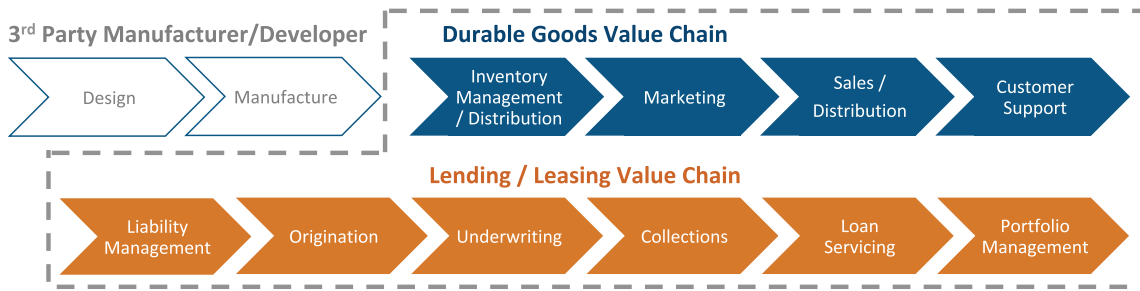 3rd Party Manufacturer/Developer
Durable Goods Value Chain
Design
Manufacture
Inventory
Management
/ Distribution
Marketing
Sales /
Distribution
Customer
Support
Lending / Leasing Value Chain
Liability
Management
Origination
Underwriting
Collections
Loan
Servicing
Portfolio
Management